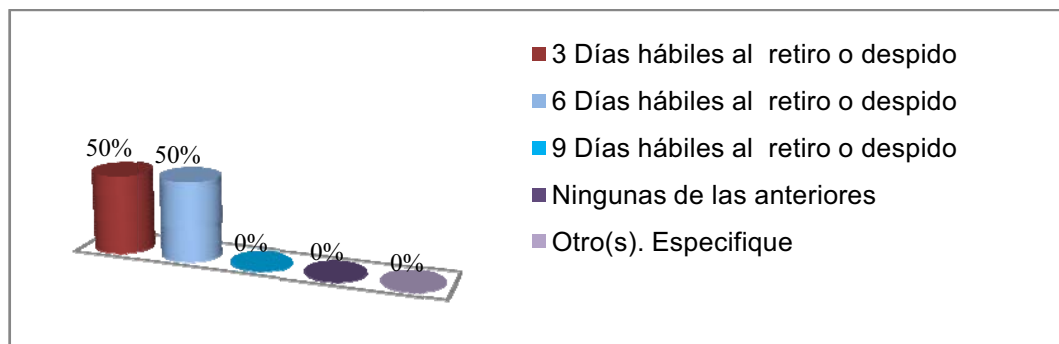 50%
50%
0%
0%
0%
3 Días hábiles al retiro o despido
6 Días hábiles al retiro o despido
9 Días hábiles al retiro o despido
Ningunas de las anteriores
Otro(s). Especifique